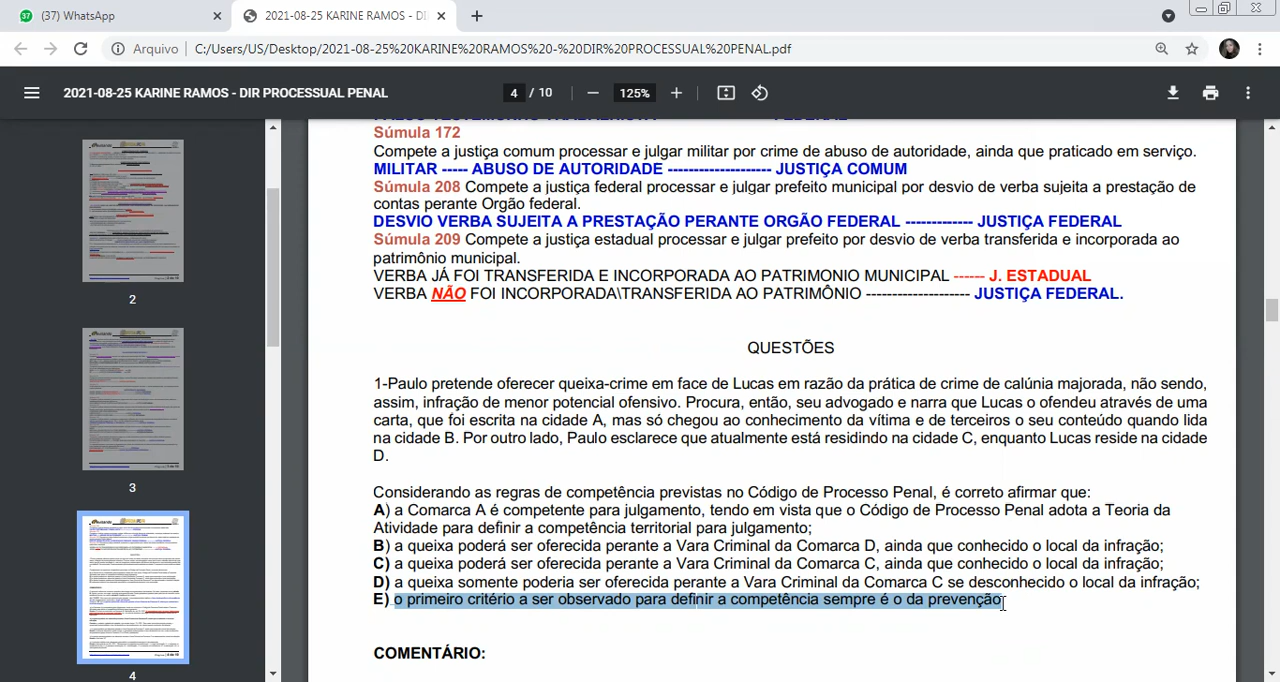 (37) WhatsApp
2021-08-25 KARINE RAMOS - DI
Arquivo
C:/Users/US/Desktop/2021-08-25%20KARINE%20RAMOS%20-%20DIR%20PROCESSUAL%20PENAL.pdf
2021-08-25 KARINE RAMOS - DIR PROCESSUAL PENAL
4 / 10
125%
2
3
4
Súmula 172
Compete a justiça comum processar e julgar militar por crime de abuso de autoridade, ainda que praticado em serviço.
MILITAR ----- ABUSO DE AUTORIDADE ------------------- JUSTIÇA COMUM
Súmula 208 Compete a justiça federal processar e julgar prefeito municipal por desvio de verba sujeita a prestação de
contas perante Orgão federal.
DESVIO VERBA SUJEITA A PRESTAÇÃO PERANTE ORGÃO FEDERAL ------------- JUSTIÇA FEDERAL
Súmula 209 Compete a justiça estadual processar e julgar prefeito por desvio de verba transferida e incorporada ao
patrimônio municipal.
VERBA JÁ FOI TRANSFERIDA E INCORPORADA AO PATRIMONIO MUNICIPAL ------ J. ESTADUAL
VERBA NÃO FOI INCORPORADA\TRANSFERIDA AO PATRIMÔNIO -------------------- JUSTIÇA FEDERAL.
QUESTÕES
1-Paulo pretende oferecer queixa-crime em face de Lucas em razão da prática de crime de calúnia majorada, não sendo,
assim, infração de menor potencial ofensivo. Procura, então, seu advogado e narra que Lucas o ofendeu através de uma
carta, que foi escrita na cidade A, mas só chegou ao conhecimento da vítima e de terceiros o seu conteúdo quando lida
na cidade B. Por outro lado, Paulo esclarece que atualmente está residindo na cidade C, enquanto Lucas reside na cidade
D.
Considerando as regras de competência previstas no Código de Processo Penal, é correto afirmar que:
A) a Comarca A é competente para julgamento, tendo em vista que o Código de Processo Penal adota a Teoria da
Atividade para definir a competência territorial para julgamento;
B) a queixa poderá ser oferecida perante a Vara Criminal da Comarca D, ainda que conhecido o local da infração;
C) a queixa poderá ser oferecida perante a Vara Criminal da Comarca C, ainda que conhecido o local da infração;
D) a queixa somente poderia ser oferecida perante a Vara Criminal da Comarca C se desconhecido o local da infração;
E) o primeiro critério a ser observado para definir a competência sempre é o da prevenção.
COMENTÁRIO: